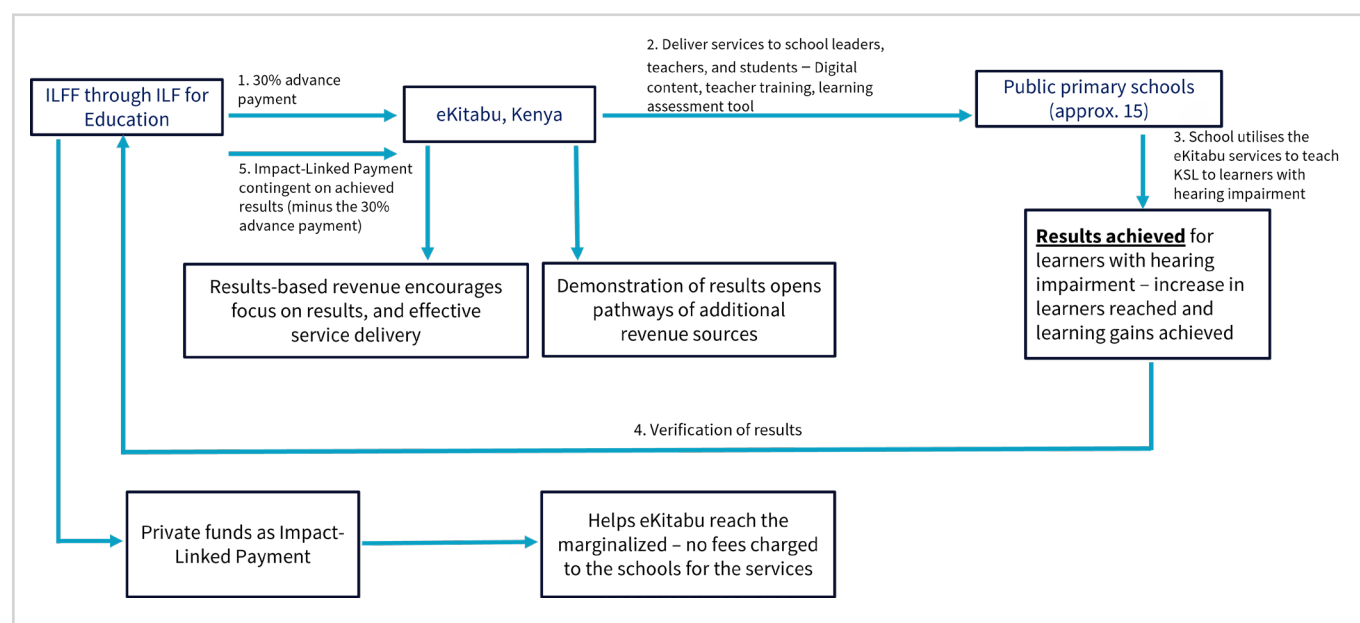 ILFF through ILF for
Education
1. 30% advance
payment
eKitabu, Kenya
2. Deliver services to school leaders,
teachers, and students – Digital
content, teacher training, learning
assessment tool
Public primary schools
(approx. 15)
3. School utilises the
eKitabu services to teach
KSL to learners with
hearing impairment
5. Impact-Linked Payment
contingent on achieved
results (minus the 30%
advance payment)
Results-based revenue encourages
focus on results, and effective
service delivery
Demonstration of results opens
pathways of additional
revenue sources
Results achieved for
learners with hearing
impairment – increase in
learners reached and
learning gains achieved
4. Verification of results
Private funds as Impact-
Linked Payment
Helps eKitabu reach the
marginalized – no fees charged
to the schools for the services